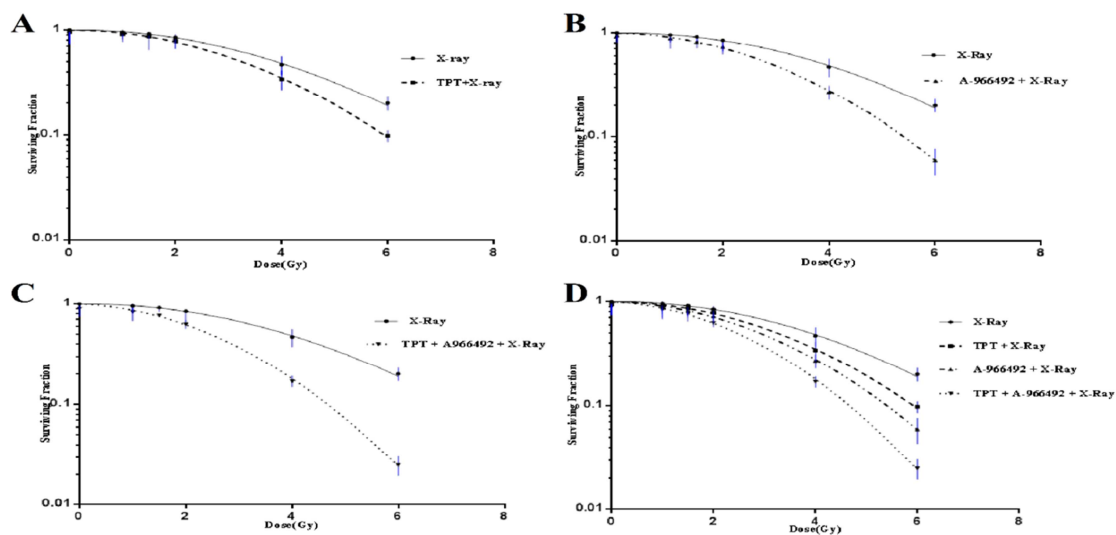 A
1
0.1
0.01
Surviving Fraction
0
2
4
6
8
Dose(Gy)
X-ray
TPT+X-ray
B
1
0.1
0.01
Surviving Fraction
0
2
4
6
8
Dose(Gy)
X-Ray
A-966492 + X-Ray
C
1
0.1
0.01
Surviving Fraction
0
2
4
6
8
Dose(Gy)
X-Ray
TPT + A966492 + X-Ray
D
1
0.1
0.01
Surviving Fraction
0
2
4
6
8
Dose(Gy)
X-Ray
TPT + X-Ray
A-966492 + X-Ray
TPT + A-966492 + X-Ray